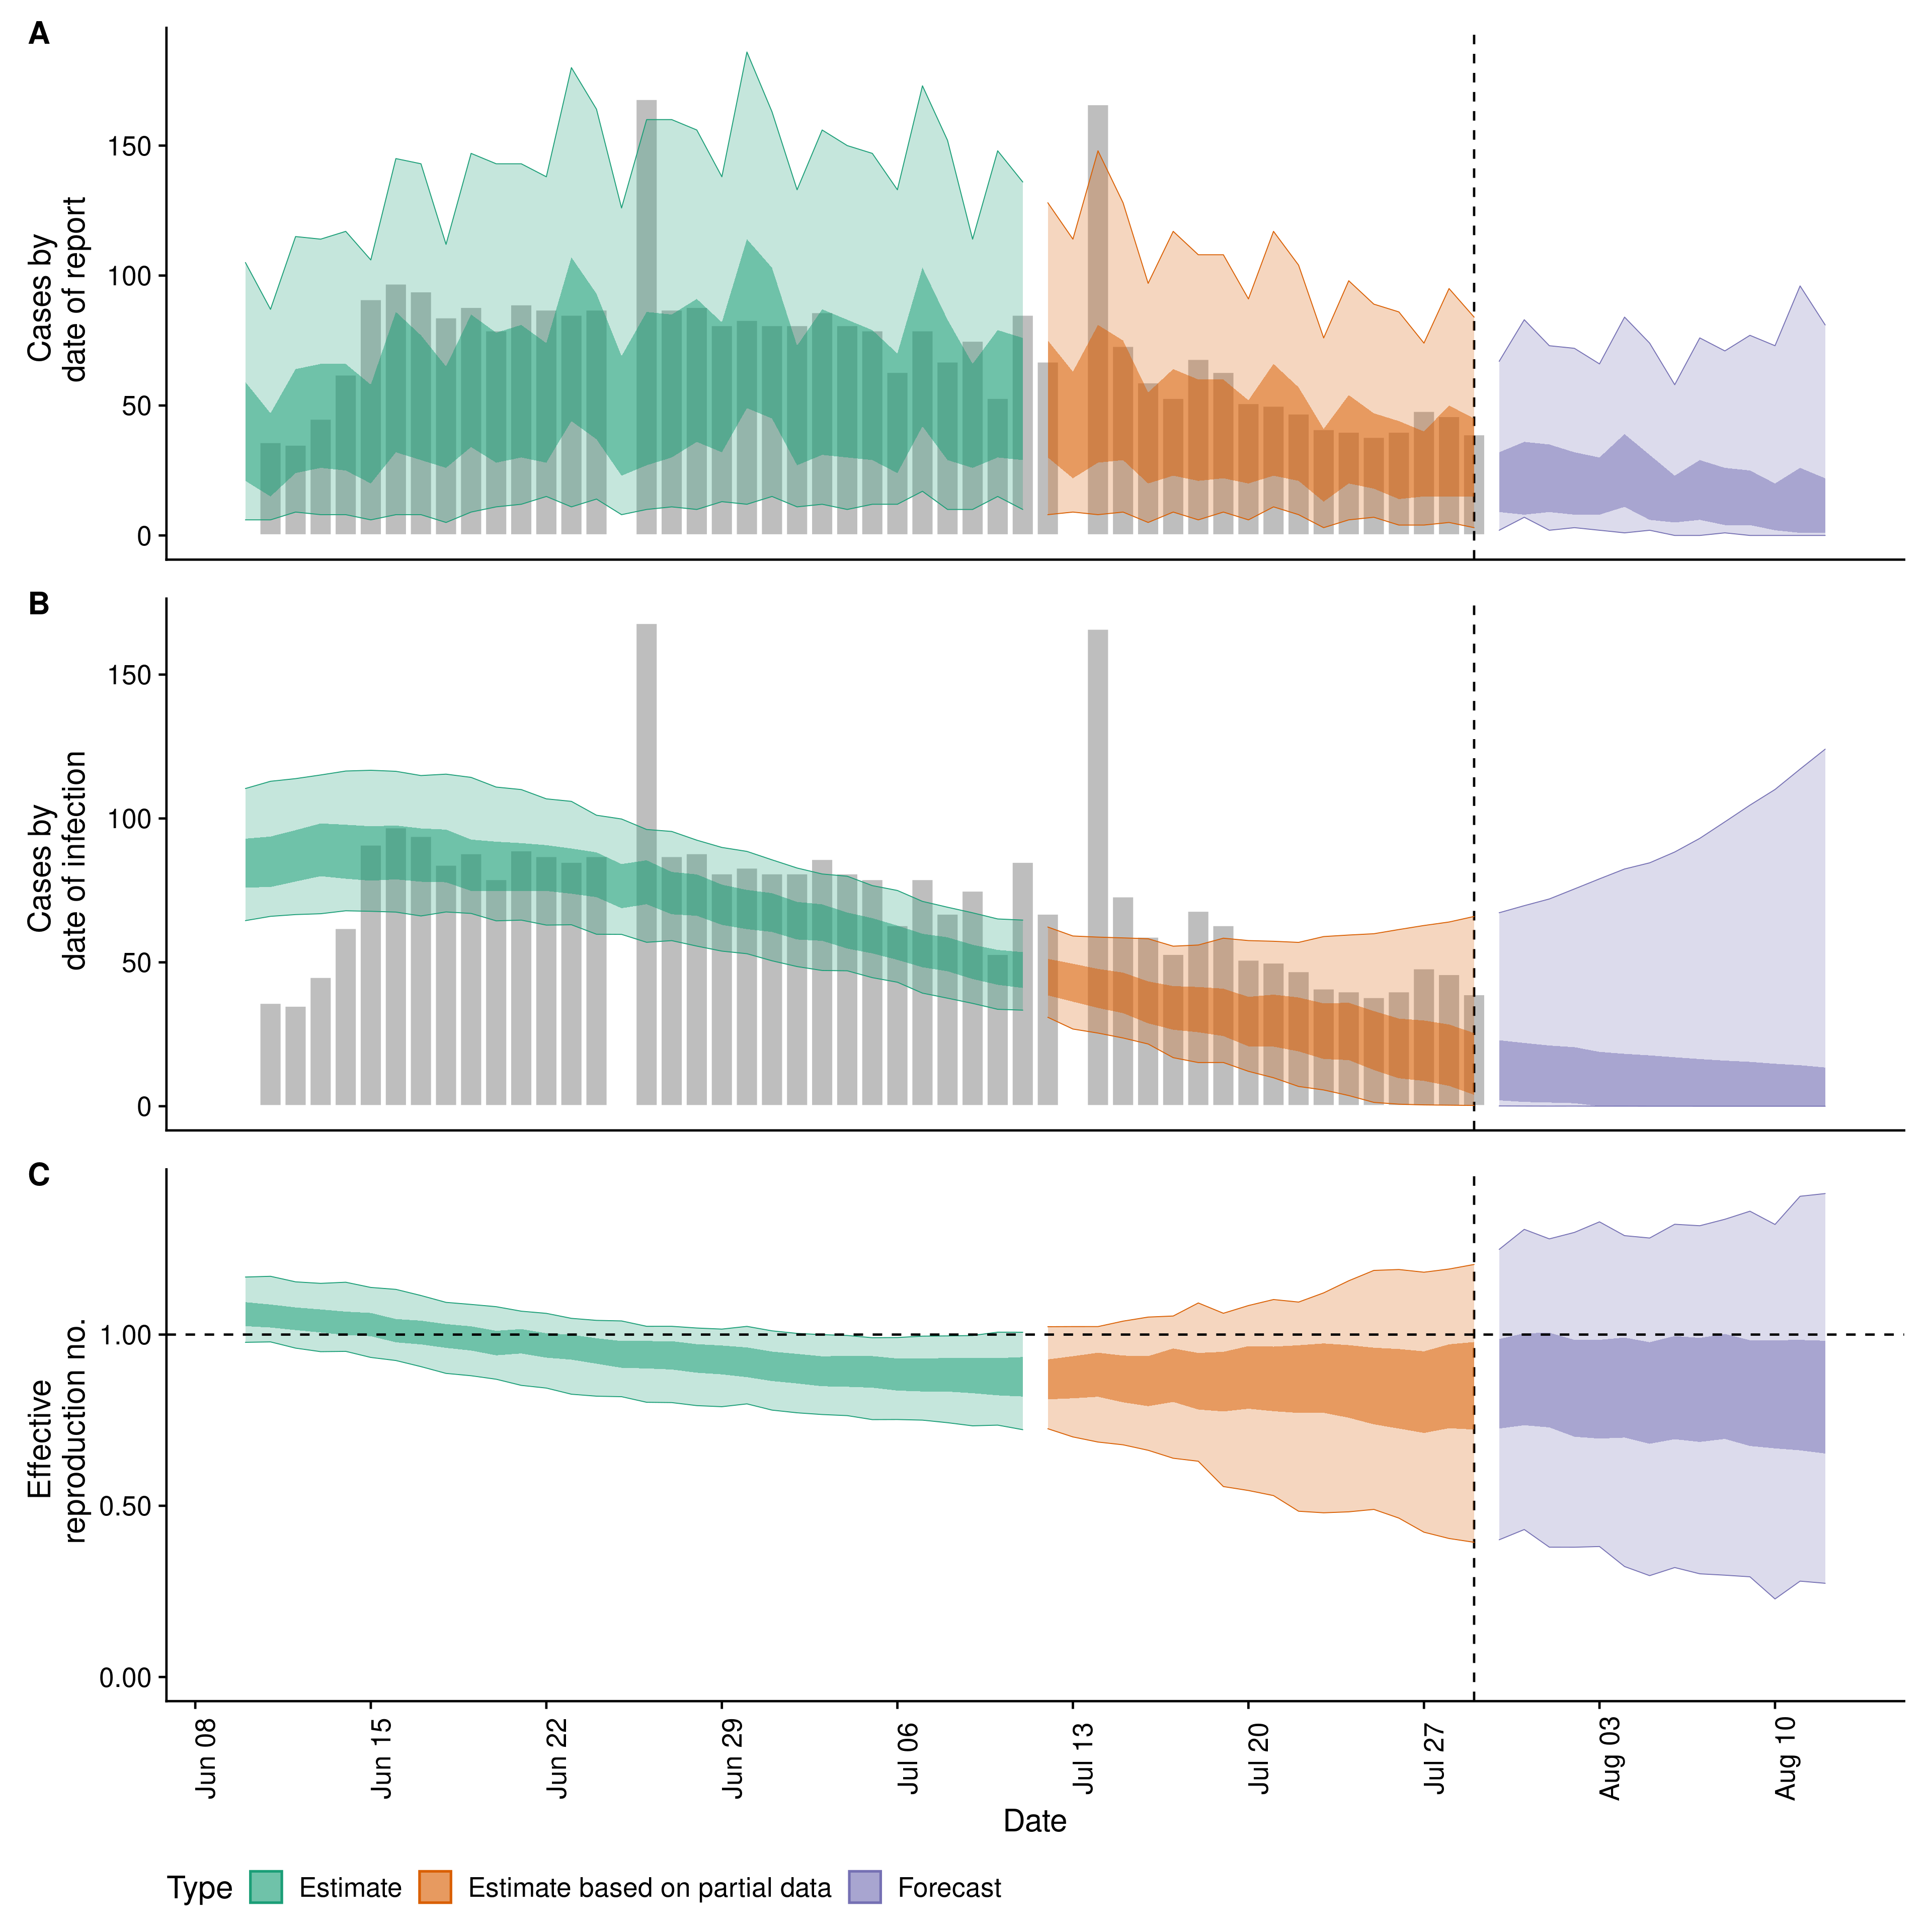 A
Cases by
date of report
150
100
50
0
B
Cases by
date of infection
150
100
50
0
C
Effective
reproduction no.
1.00
0.50
0.00
Jun 08
Jun 15
Jun 22
Jun 29
Jul 06
Jul 13
Jul 20
Jul 27
Aug 03
Aug 10
Date
Type Estimate Estimate based on partial data Forecast